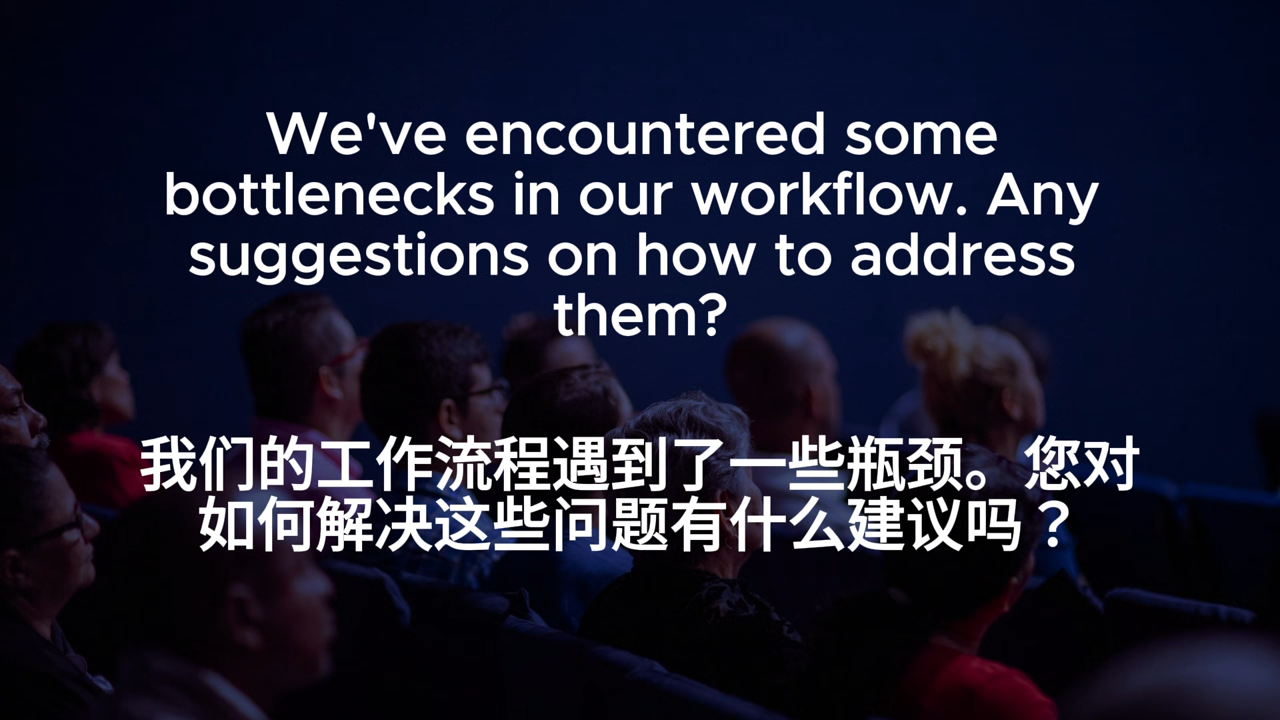 We've encountered some
bottlenecks in our workflow. Any
suggestions on how to address
them?
我们的工作流程遇到了一些瓶颈。您对
如何解决这些问题有什么建议吗？